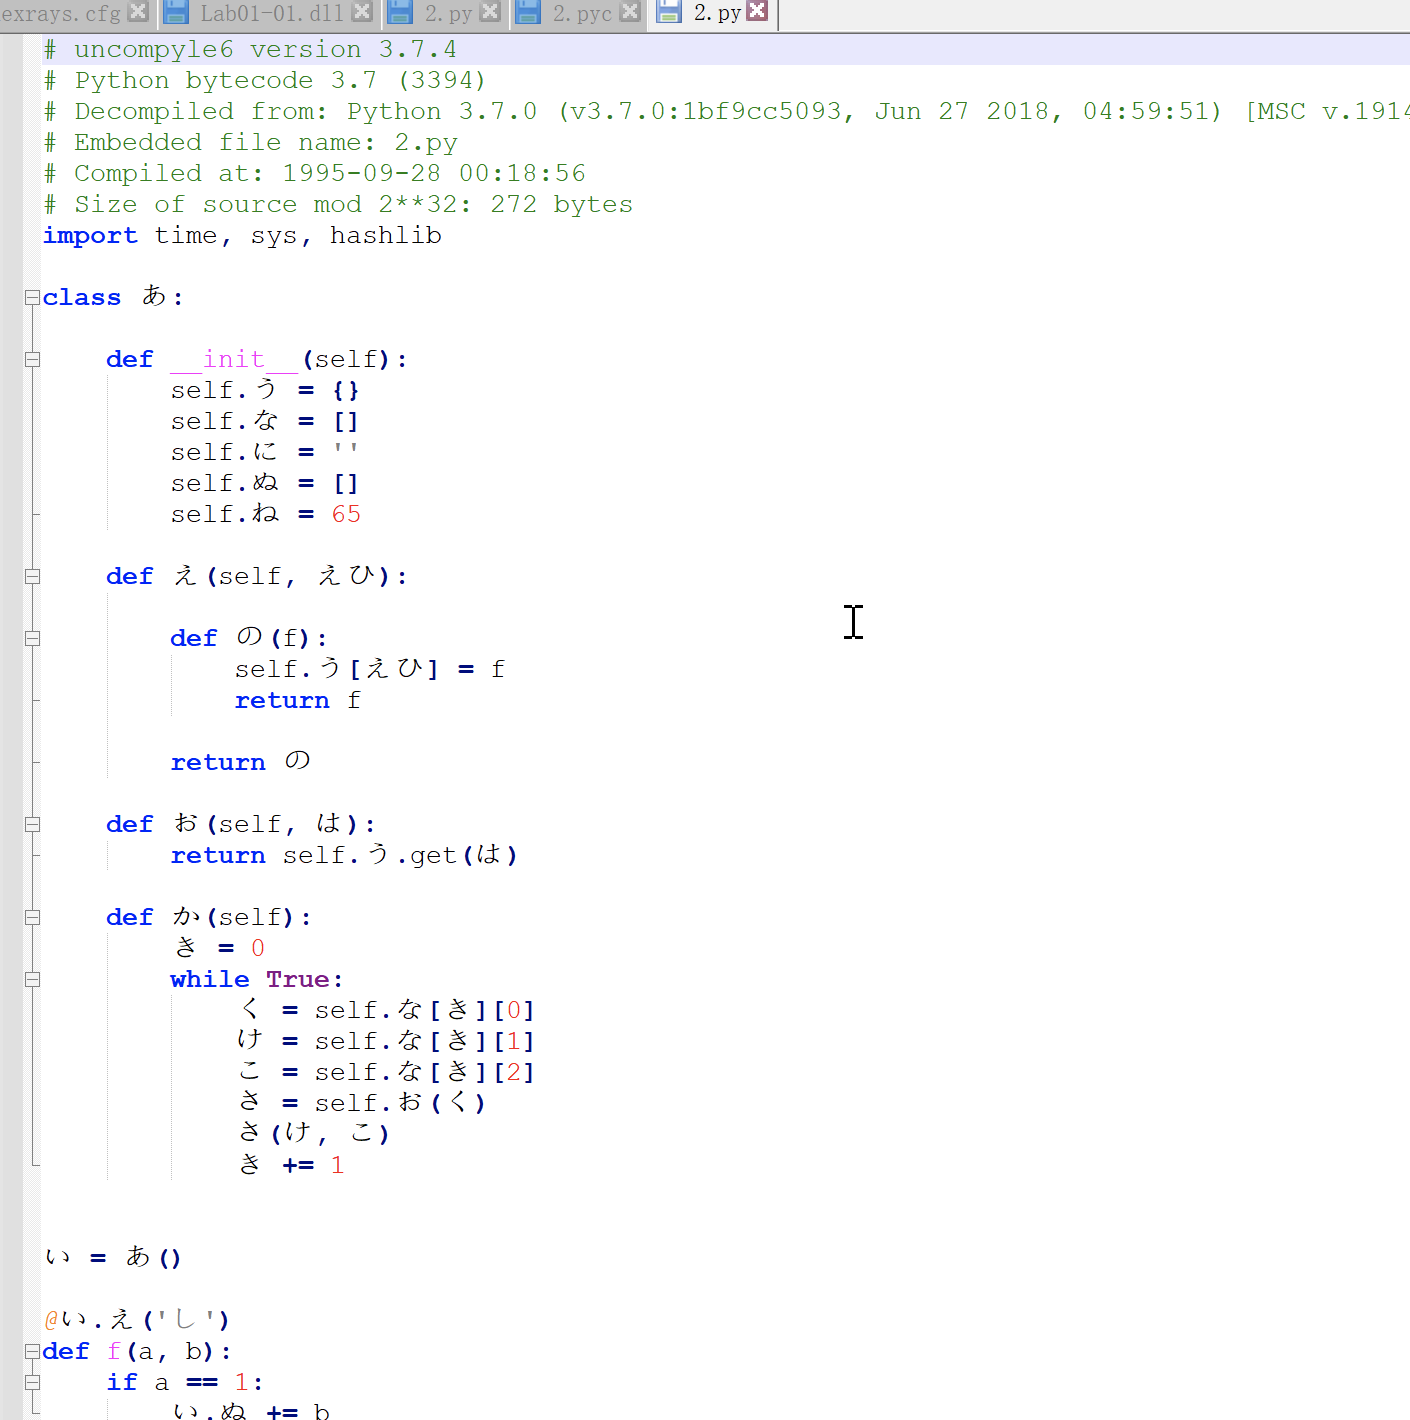 exrays.cfg Lab01-01.dll 2.py 2.pyc 2.py
# uncompyle6 version 3.7.4
# Python bytecode 3.7 (3394)
# Decompiled from: Python 3.7.0 (v3.7.0:1bf9cc5093, Jun 27 2018, 04:59:51) [MSC v.1914
# Embedded file name: 2.py
# Compiled at: 1995-09-28 00:18:56
# Size of source mod 2**32: 272 bytes
import time, sys, hashlib
class あ:
def __init__(self):
self.う = {}
self.な = []
self.に = ''
self.ぬ = []
self.ね = 65
def え(self, えひ):
def の(f):
self.う[えひ] = f
return f
return の
def お(self, は):
return self.う.get(は)
def か(self):
き = 0
while True:
く = self.な[き][0]
け = self.な[き][1]
こ = self.な[き][2]
さ = self.お(く)
さ(け, こ)
き += 1
い = あ()
@い.え('し')
def f(a, b):
if a == 1:
い.ぬ += b